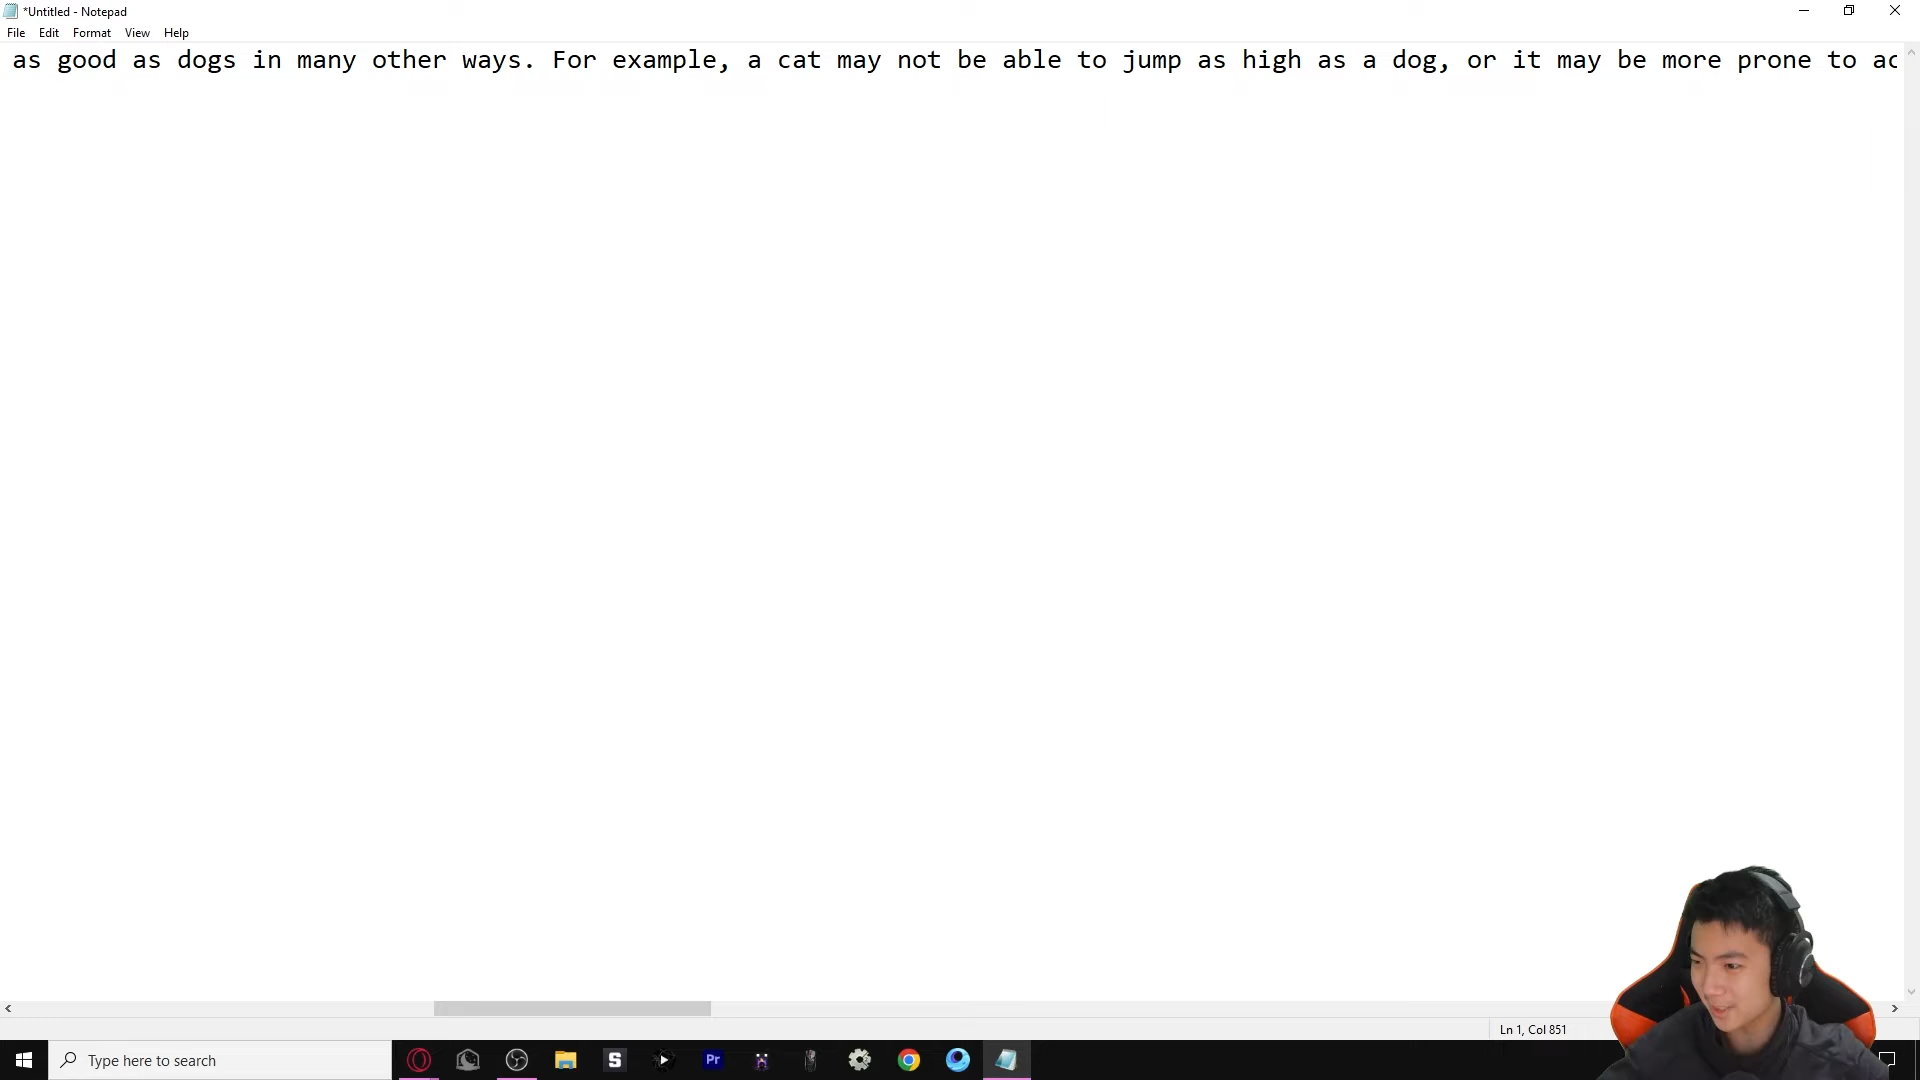 *Untitled - Notepad
File Edit Format View Help
as good as dogs in many other ways. For example, a cat may not be able to jump as high as a dog, or it may be more prone to ac
Ln 1, Col 851
Type here to search
S
Pr